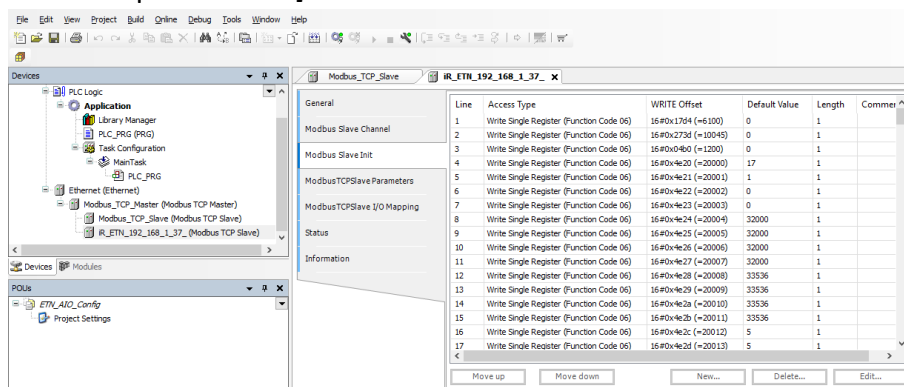 File Edit View Project Build Online Debug Tools Window Help
Devices
PLC Logic
Application
Library Manager
PLC_PRG (PRG)
Task Configuration
MainTask
PLC_PRG
Ethernet (Ethernet)
Modbus_TCP_Master (Modbus TCP Master)
Modbus_TCP_Slave (Modbus TCP Slave)
iR_ETN_192_168_1_37_ (Modbus TCP Slave)
Devices Modules
POUs
ETN_AIO_Config
Project Settings
Modbus_TCP_Slave iR_ETN_192_168_1_37_ X
General
Modbus Slave Channel
Modbus Slave Init
ModbusTCPSlave Parameters
ModbusTCPSlave I/O Mapping
Status
Information
Line Access Type WRITE Offset Default Value Length Commer
1 Write Single Register (Function Code 06) 16#0x17d4 (=6100) 0 1
2 Write Single Register (Function Code 06) 16#0x273d (=10045) 0 1
3 Write Single Register (Function Code 06) 16#0x04b0 (=1200) 0 1
4 Write Single Register (Function Code 06) 16#0x4e20 (=20000) 17 1
5 Write Single Register (Function Code 06) 16#0x4e21 (=20001) 1 1
6 Write Single Register (Function Code 06) 16#0x4e22 (=20002) 0 1
7 Write Single Register (Function Code 06) 16#0x4e23 (=20003) 0 1
8 Write Single Register (Function Code 06) 16#0x4e24 (=20004) 32000 1
9 Write Single Register (Function Code 06) 16#0x4e25 (=20005) 32000 1
10 Write Single Register (Function Code 06) 16#0x4e26 (=20006) 32000 1
11 Write Single Register (Function Code 06) 16#0x4e27 (=20007) 32000 1
12 Write Single Register (Function Code 06) 16#0x4e28 (=20008) 33536 1
13 Write Single Register (Function Code 06) 16#0x4e29 (=20009) 33536 1
14 Write Single Register (Function Code 06) 16#0x4e2a (=20010) 33536 1
15 Write Single Register (Function Code 06) 16#0x4e2b (=20011) 33536 1
16 Write Single Register (Function Code 06) 16#0x4e2c (=20012) 5 1
17 Write Single Register (Function Code 06) 16#0x4e2d (=20013) 5 1
Move up Move down New... Delete... Edit...